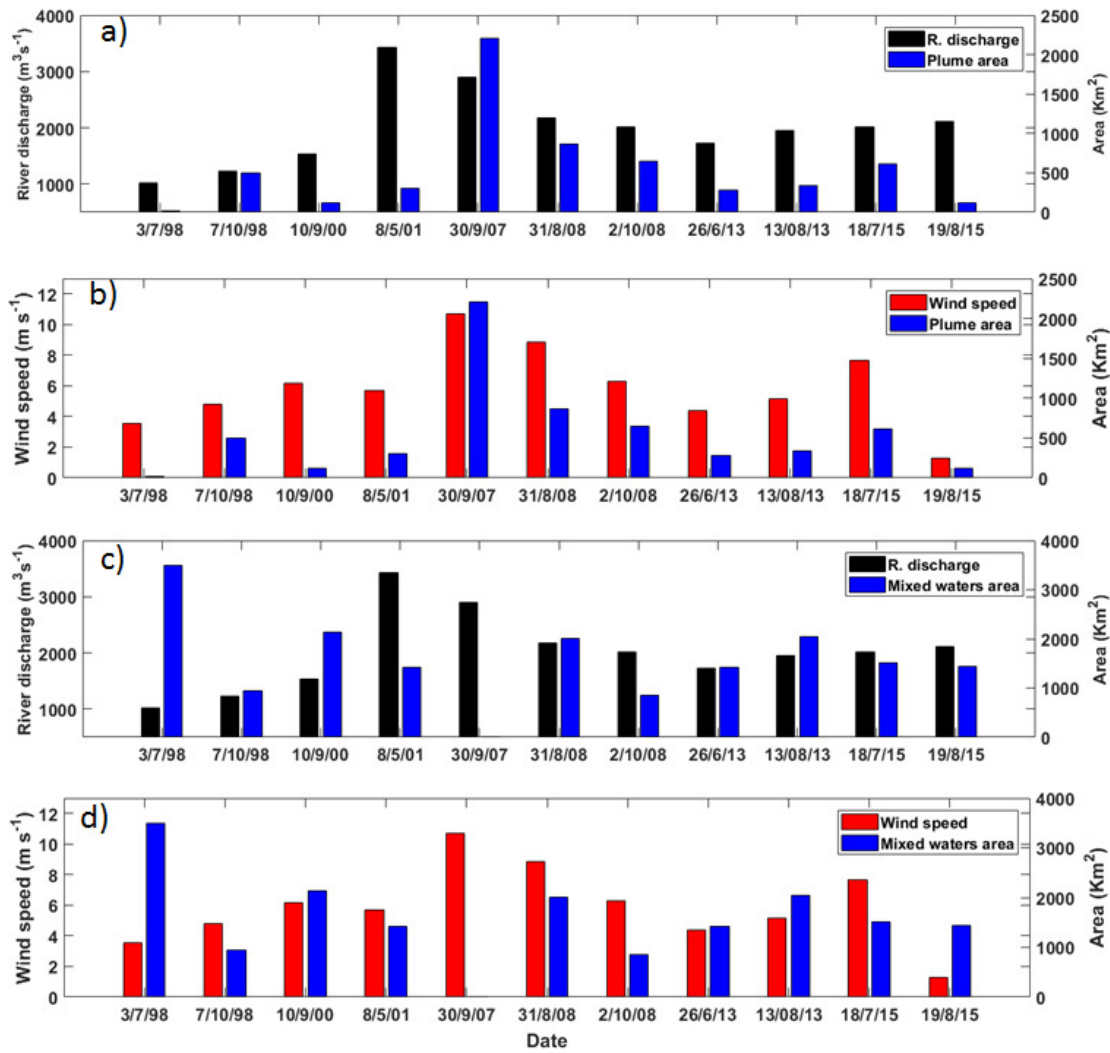 a)
River discharge (m³s⁻¹)
4000
3000
2000
1000
R. discharge
Plume area
2500
2000
1500
1000
500
0
Area (Km²)
3/7/98 7/10/98 10/9/00 8/5/01 30/9/07 31/8/08 2/10/08 26/6/13 13/08/13 18/7/15 19/8/15
b)
Wind speed (m s⁻¹)
12
10
8
6
4
2
0
Wind speed
Plume area
2500
2000
1500
1000
500
0
Area (Km²)
3/7/98 7/10/98 10/9/00 8/5/01 30/9/07 31/8/08 2/10/08 26/6/13 13/08/13 18/7/15 19/8/15
c)
River discharge (m³s⁻¹)
4000
3000
2000
1000
R. discharge
Mixed waters area
4000
3000
2000
1000
0
Area (Km²)
3/7/98 7/10/98 10/9/00 8/5/01 30/9/07 31/8/08 2/10/08 26/6/13 13/08/13 18/7/15 19/8/15
d)
Wind speed (m s⁻¹)
12
10
8
6
4
2
0
Wind speed
Mixed waters area
4000
3000
2000
1000
0
Area (Km²)
3/7/98 7/10/98 10/9/00 8/5/01 30/9/07 31/8/08 2/10/08 26/6/13 13/08/13 18/7/15 19/8/15
Date